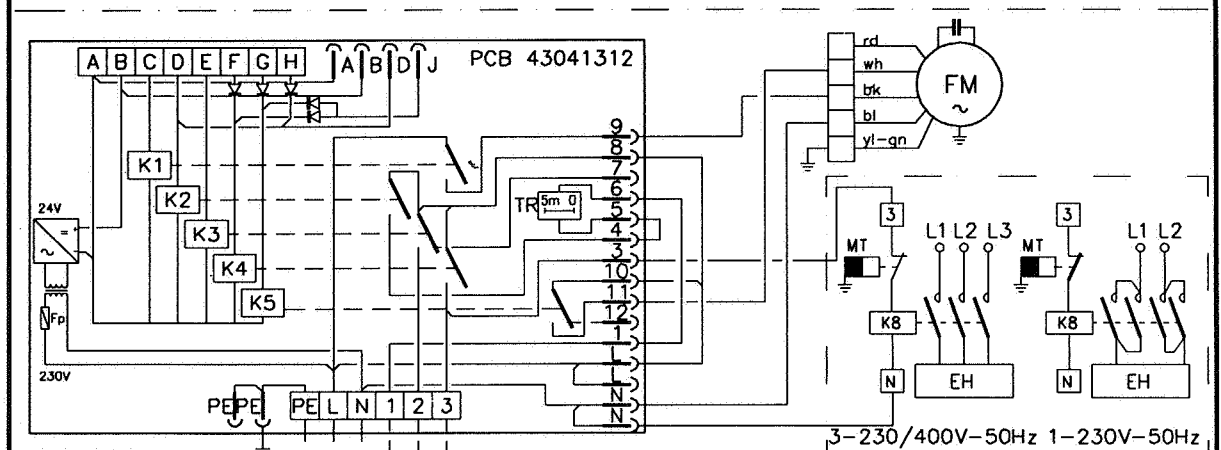 A B C D E F G H A B D J PCB 43041312
rd
wh
FM
~
bk
bl
yl-gn
9
8
K1
7
K2
6
TR 5m 0
5
24V
K3
4
=
~
3
K4
10
K5
11
Fp
12
1
230V
L
L
PE PE PE L N 1 2 3
N
N
3
L1 L2 L3
MT
K8
N
EH
3
L1 L2
MT
K8
N
EH
3-230/400V-50Hz 1-230V-50Hz